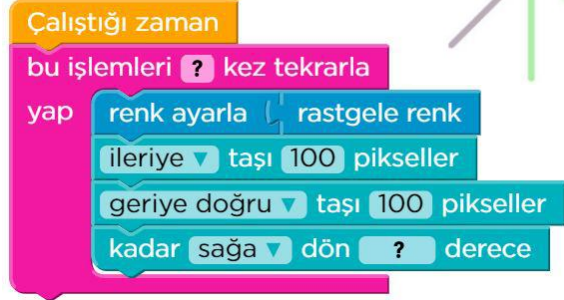 Çalıştığı zaman
bu işlemleri ? kez tekrarla
yap renk ayarla rastgele renk
ileriye taşı 100 pikseller
geriye doğru taşı 100 pikseller
kadar sağa dön ? derece